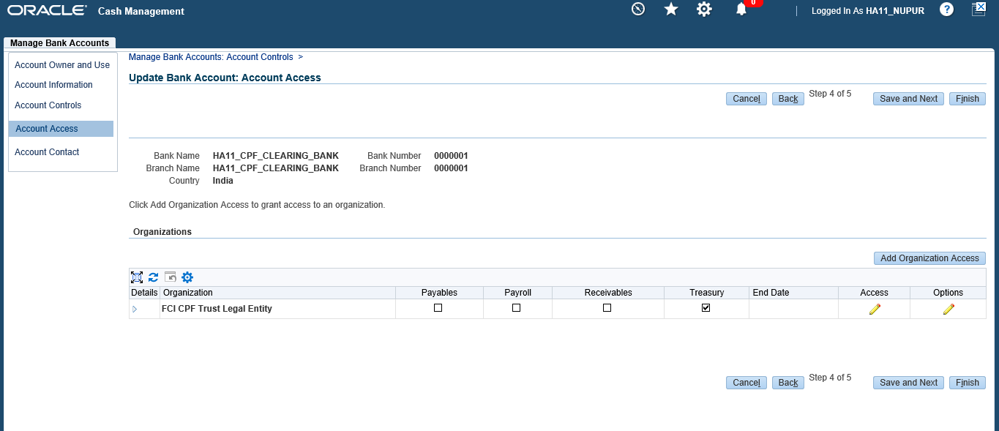 ORACLE Cash Management
0
Logged In As HA11_NUPUR
?
Manage Bank Accounts
Account Owner and Use
Account Information
Account Controls
Account Access
Account Contact
Manage Bank Accounts: Account Controls >
Update Bank Account: Account Access
Cancel Back Step 4 of 5 Save and Next Finish
Bank Name HA11_CPF_CLEARING_BANK Bank Number 0000001
Branch Name HA11_CPF_CLEARING_BANK Branch Number 0000001
Country India
Click Add Organization Access to grant access to an organization.
Organizations
Add Organization Access
Details Organization Payables Payroll Receivables Treasury End Date Access Options
FCI CPF Trust Legal Entity
Cancel Back Step 4 of 5 Save and Next Finish